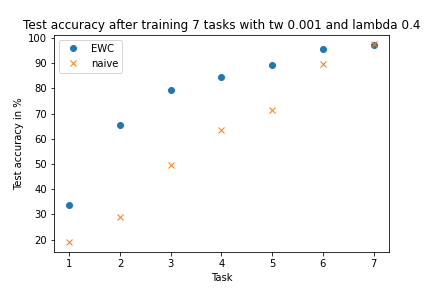 Test accuracy after training 7 tasks with tw 0.001 and lambda 0.4
EWC
naive
100
90
80
70
60
50
40
30
20
Test accuracy in %
1 2 3 4 5 6 7
Task